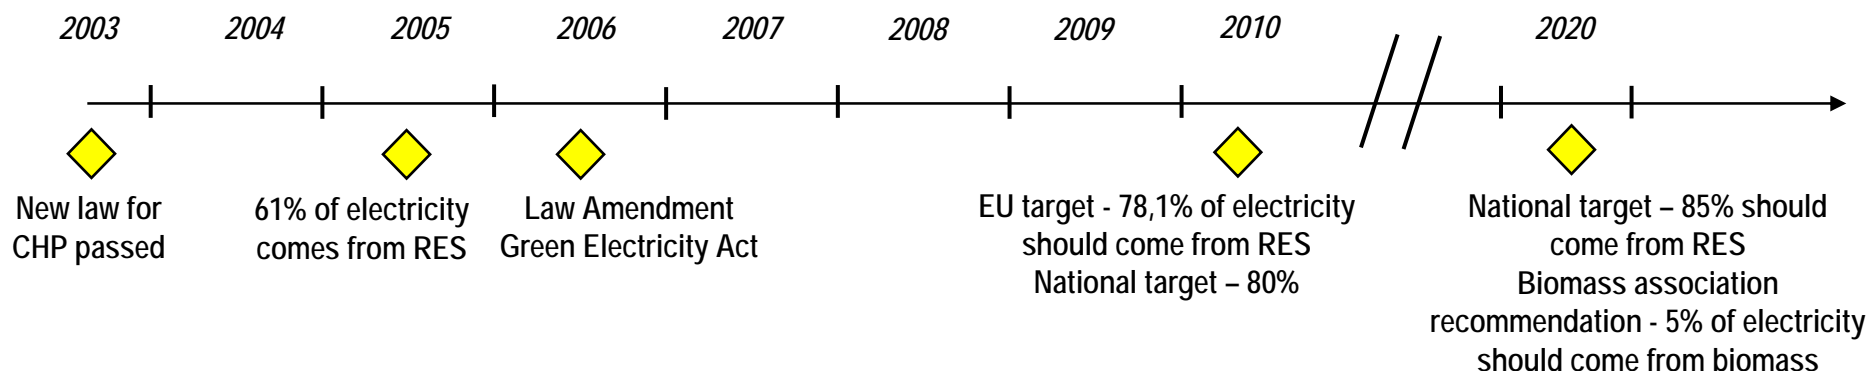 2003 2004 2005 2006 2007 2008 2009 2010 2020
New law for
CHP passed
61% of electricity
comes from RES
Law Amendment
Green Electricity Act
EU target - 78,1% of electricity
should come from RES
National target – 80%
National target – 85% should
come from RES
Biomass association
recommendation - 5% of electricity
should come from biomass